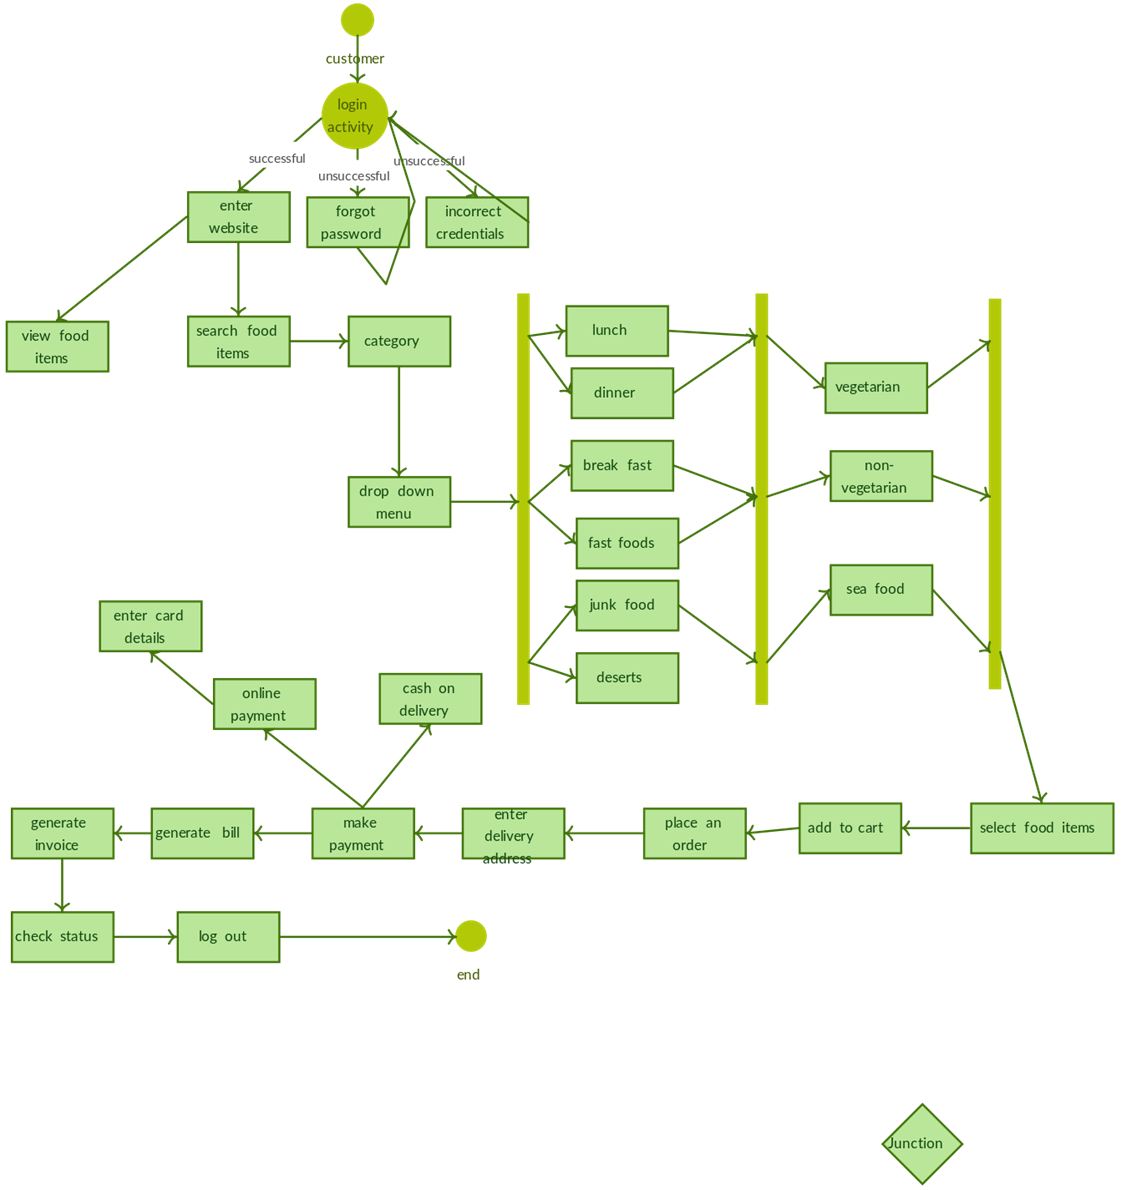 customer
login
activity
successful
unsuccessful
unsuccessful
enter
website
forgot
password
incorrect
credentials
view food
items
search food
items
category
lunch
dinner
vegetarian
break fast
non-
vegetarian
drop down
menu
fast foods
sea food
junk food
deserts
enter card
details
online
payment
cash on
delivery
generate
invoice
generate bill
make
payment
enter
delivery
address
place an
order
add to cart
select food items
check status
log out
end
Junction